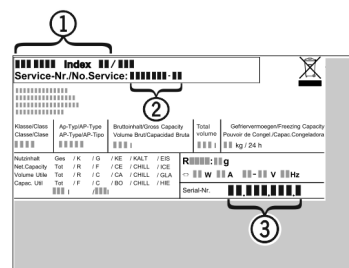 ①
Index /
Service-Nr./No.Service: -
②
Klasse/Class Ap-Typ/AP-Type Bruttoinhalt/Gross Capacity Total Gefriervermoegen/Freezing Capacity
Classe/Clase AP-Type/AP-Tipo Volume Brut/Capacidad Bruta volume Pouvoir de Congel./Capac.Congeladora
l l kg / 24 h
Nutzinhalt Ges / K / G / KE / KALT / EIS
Net.Capacity Tot / R / F / CE / CHILL / ICE
Volume Utile Tot / R / C / CA / CHILL / GLA
Capac. Util Tot / F / C / BO / CHILL / HIE
l / l
R : g
W A - V Hz
Serial-Nr. . . .
③